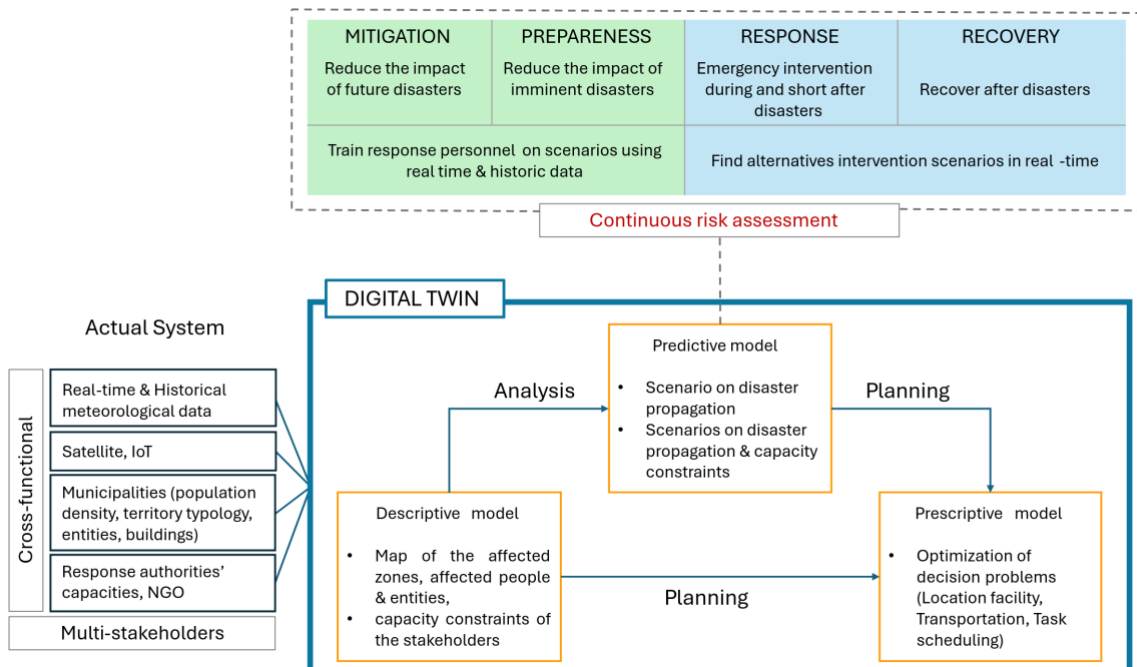 MITIGATION
Reduce the impact
of future disasters
PREPARENESS
Reduce the impact of
imminent disasters
RESPONSE
Emergency intervention
during and short after
disasters
RECOVERY
Recover after disasters
Train response personnel on scenarios using
real time & historic data
Find alternatives intervention scenarios in real -time
Continuous risk assessment
DIGITAL TWIN
Actual System
Cross-functional
Real-time & Historical
meteorological data
Satellite, IoT
Municipalities (population
density, territory typology,
entities, buildings)
Response authorities’
capacities, NGO
Multi-stakeholders
Analysis
Predictive model
• Scenario on disaster
propagation
• Scenarios on disaster
propagation & capacity
constraints
Planning
Descriptive model
• Map of the affected
zones, affected people
& entities,
• capacity constraints of
the stakeholders
Planning
Prescriptive model
• Optimization of
decision problems
(Location facility,
Transportation, Task
scheduling)